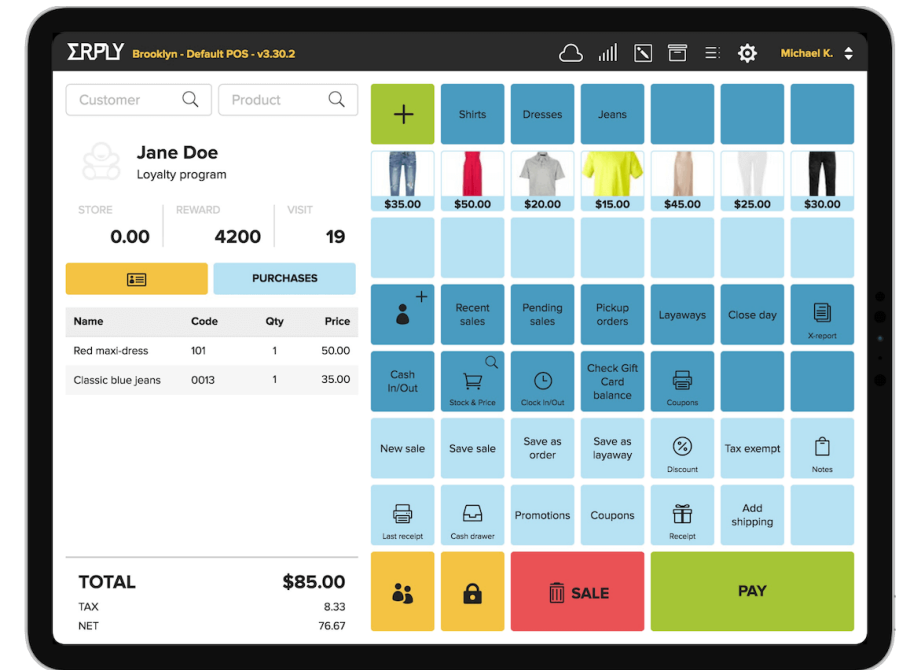 ERPLY Brooklyn - Default POS - v3.30.2 Michael K.
Customer Product
Jane Doe
Loyalty program
STORE REWARD VISIT
0.00 4200 19
PURCHASES
Name Code Qty Price
Red maxi-dress 101 1 50.00
Classic blue jeans 0013 1 35.00
TOTAL $85.00
TAX 8.33
NET 76.67
+ Shirts Dresses Jeans
$35.00 $50.00 $20.00 $15.00 $45.00 $25.00 $30.00
Recent
sales
Pending
sales
Pickup
orders
Layaways
Close day
X-report
Cash
In/Out
Stock & Price
Clock In/Out
Check Gift
Card
balance
Coupons
New sale
Save sale
Save as
order
Save as
layaway
Discount
Tax exempt
Notes
Last receipt
Cash drawer
Promotions
Coupons
Receipt
Add
shipping
SALE
PAY